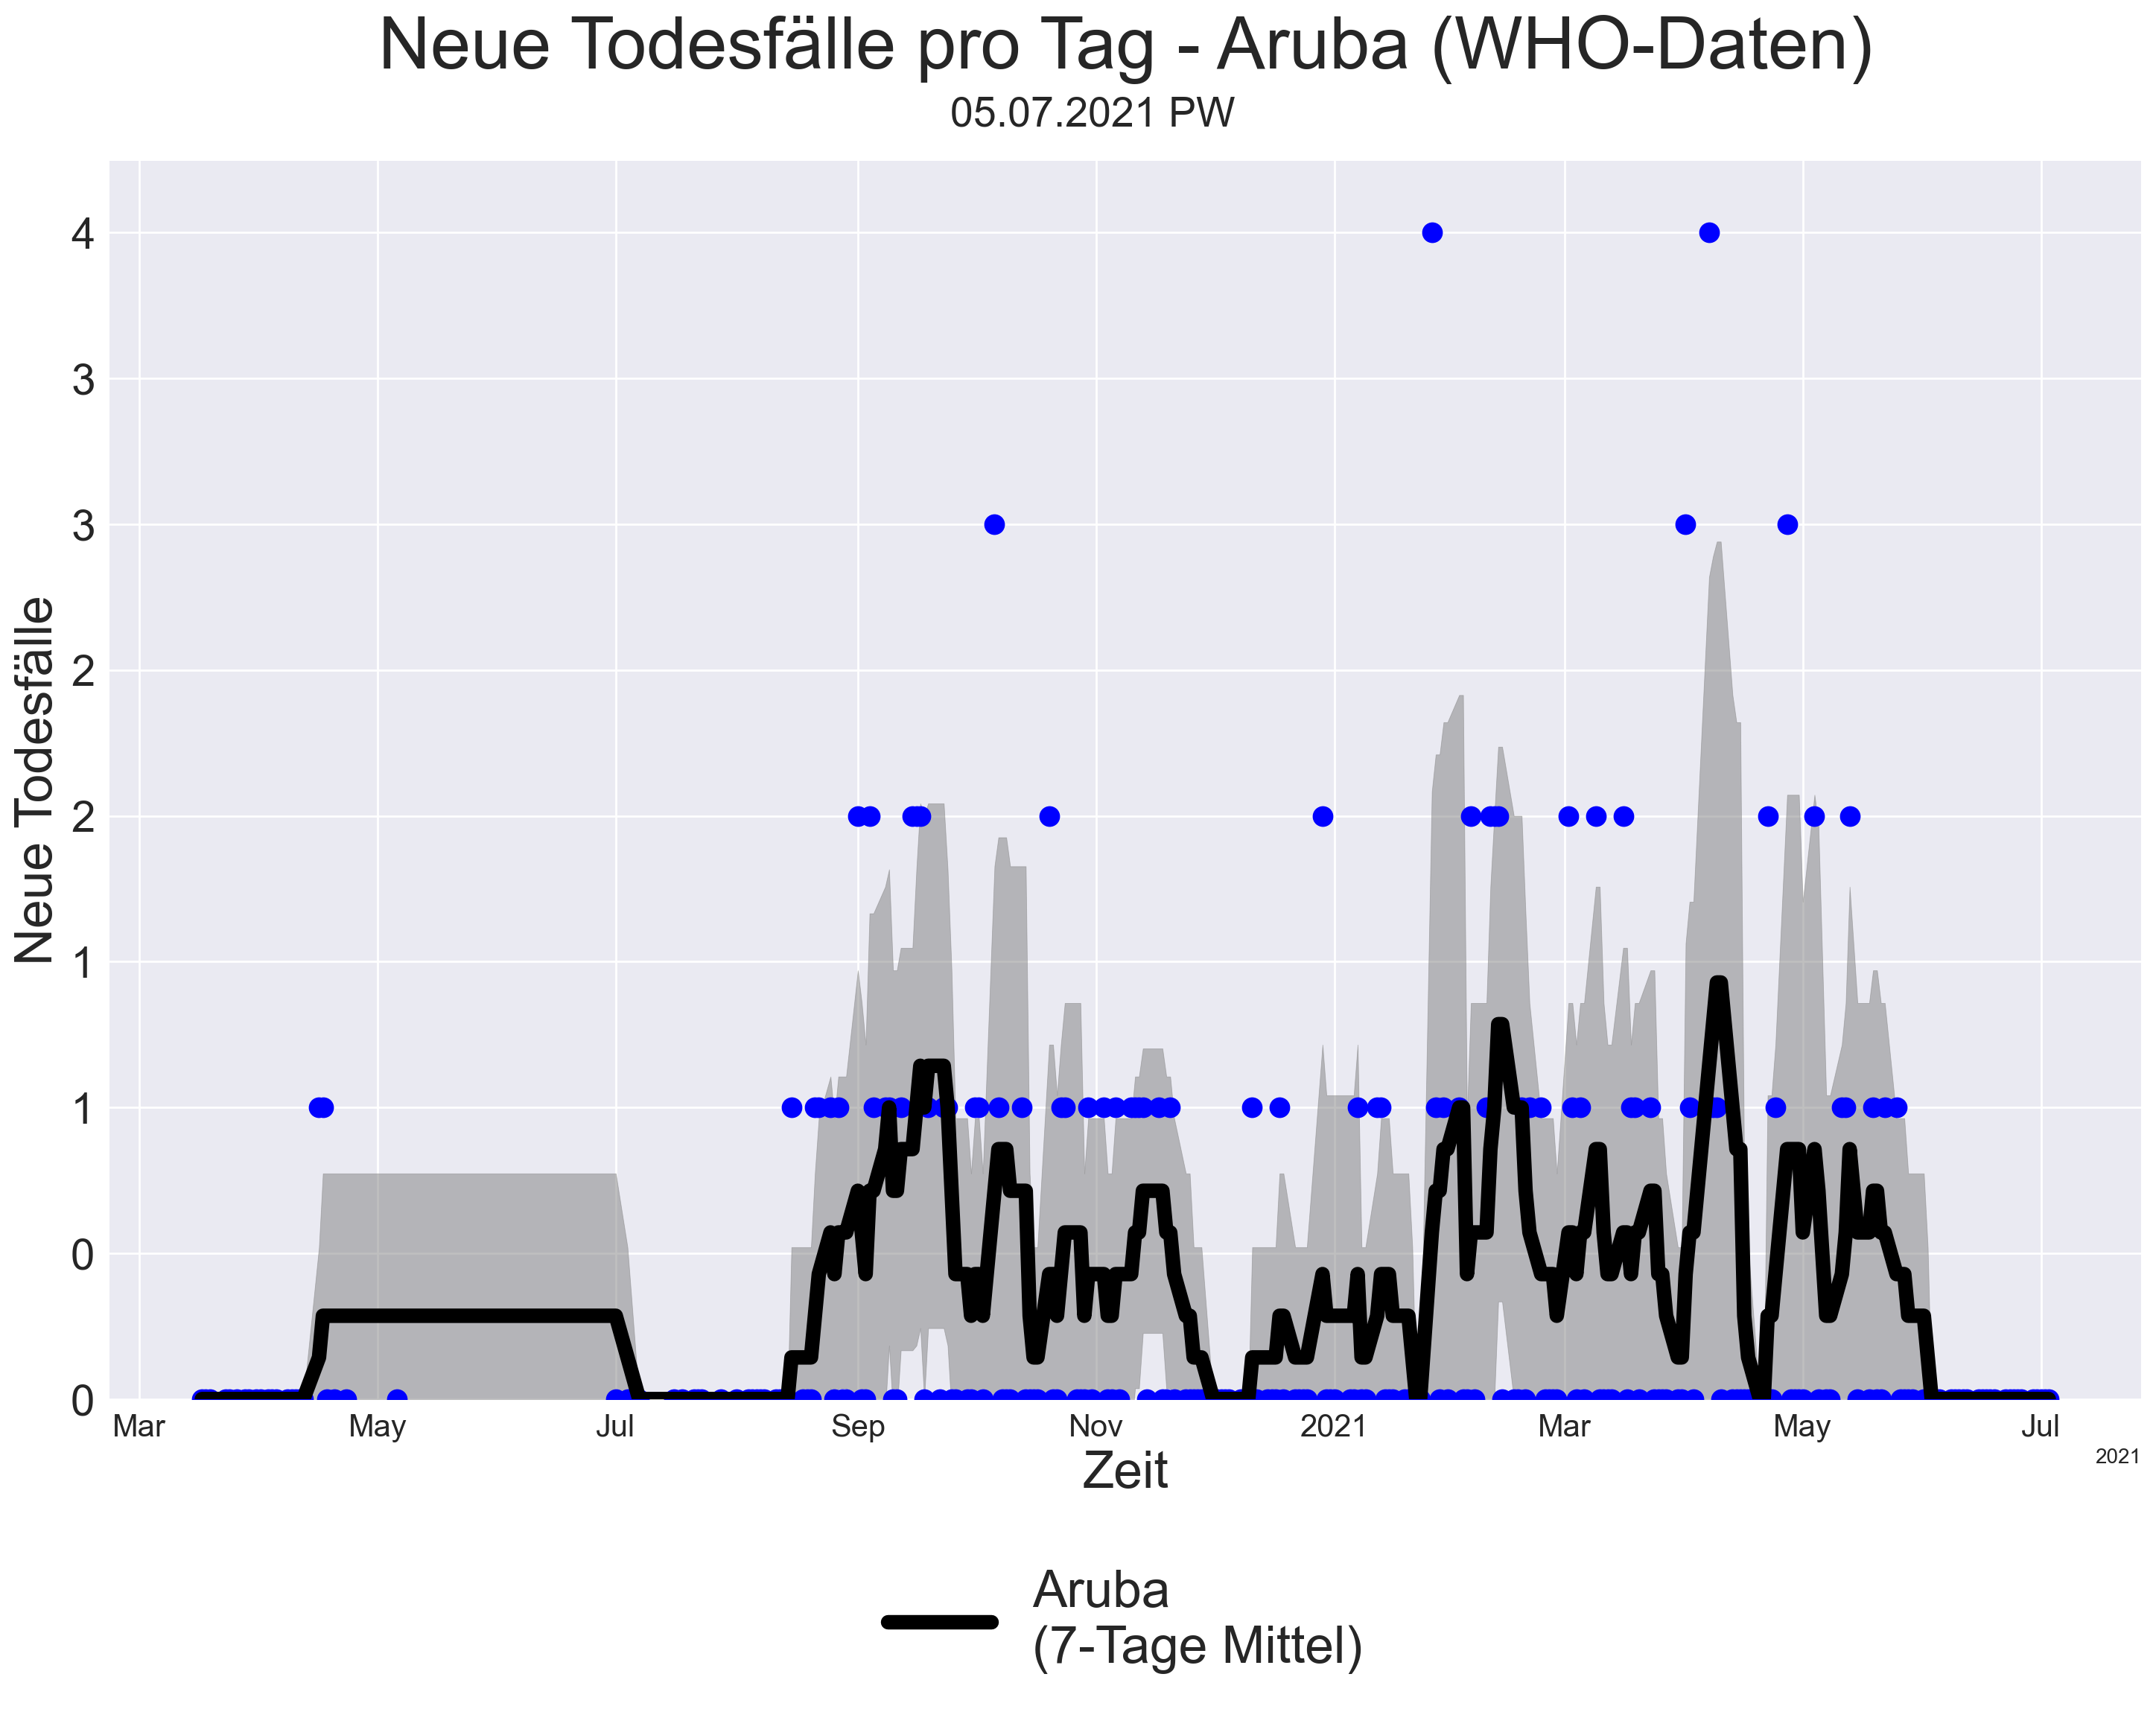 Neue Todesfälle pro Tag - Aruba (WHO-Daten)
05.07.2021 PW
Neue Todesfälle
4
3
3
2
2
1
1
0
0
Mar May Jul Sep Nov 2021 Mar May Jul
2021
Zeit
Aruba
(7-Tage Mittel)